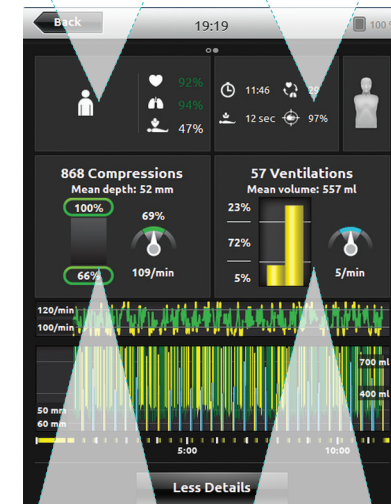 Back 19:19 100 %
92%
94%
47%
11:46 29
12 sec 97%
868 Compressions
Mean depth: 52 mm
100%
69%
66%
109/min
57 Ventilations
Mean volume: 557 ml
23%
72%
5%
5/min
120/min
100/min
700 ml
400 ml
50 mm
60 mm
5:00 10:00
Less Details